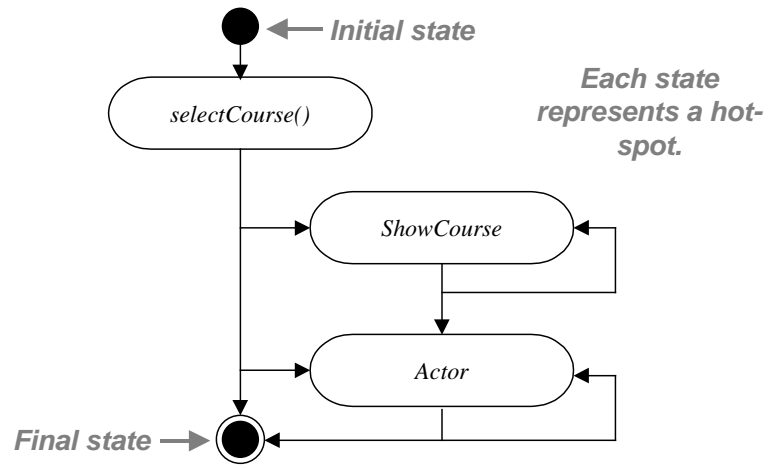 Initial state
Each state
represents a hot-
spot.
selectCourse()
ShowCourse
Actor
Final state